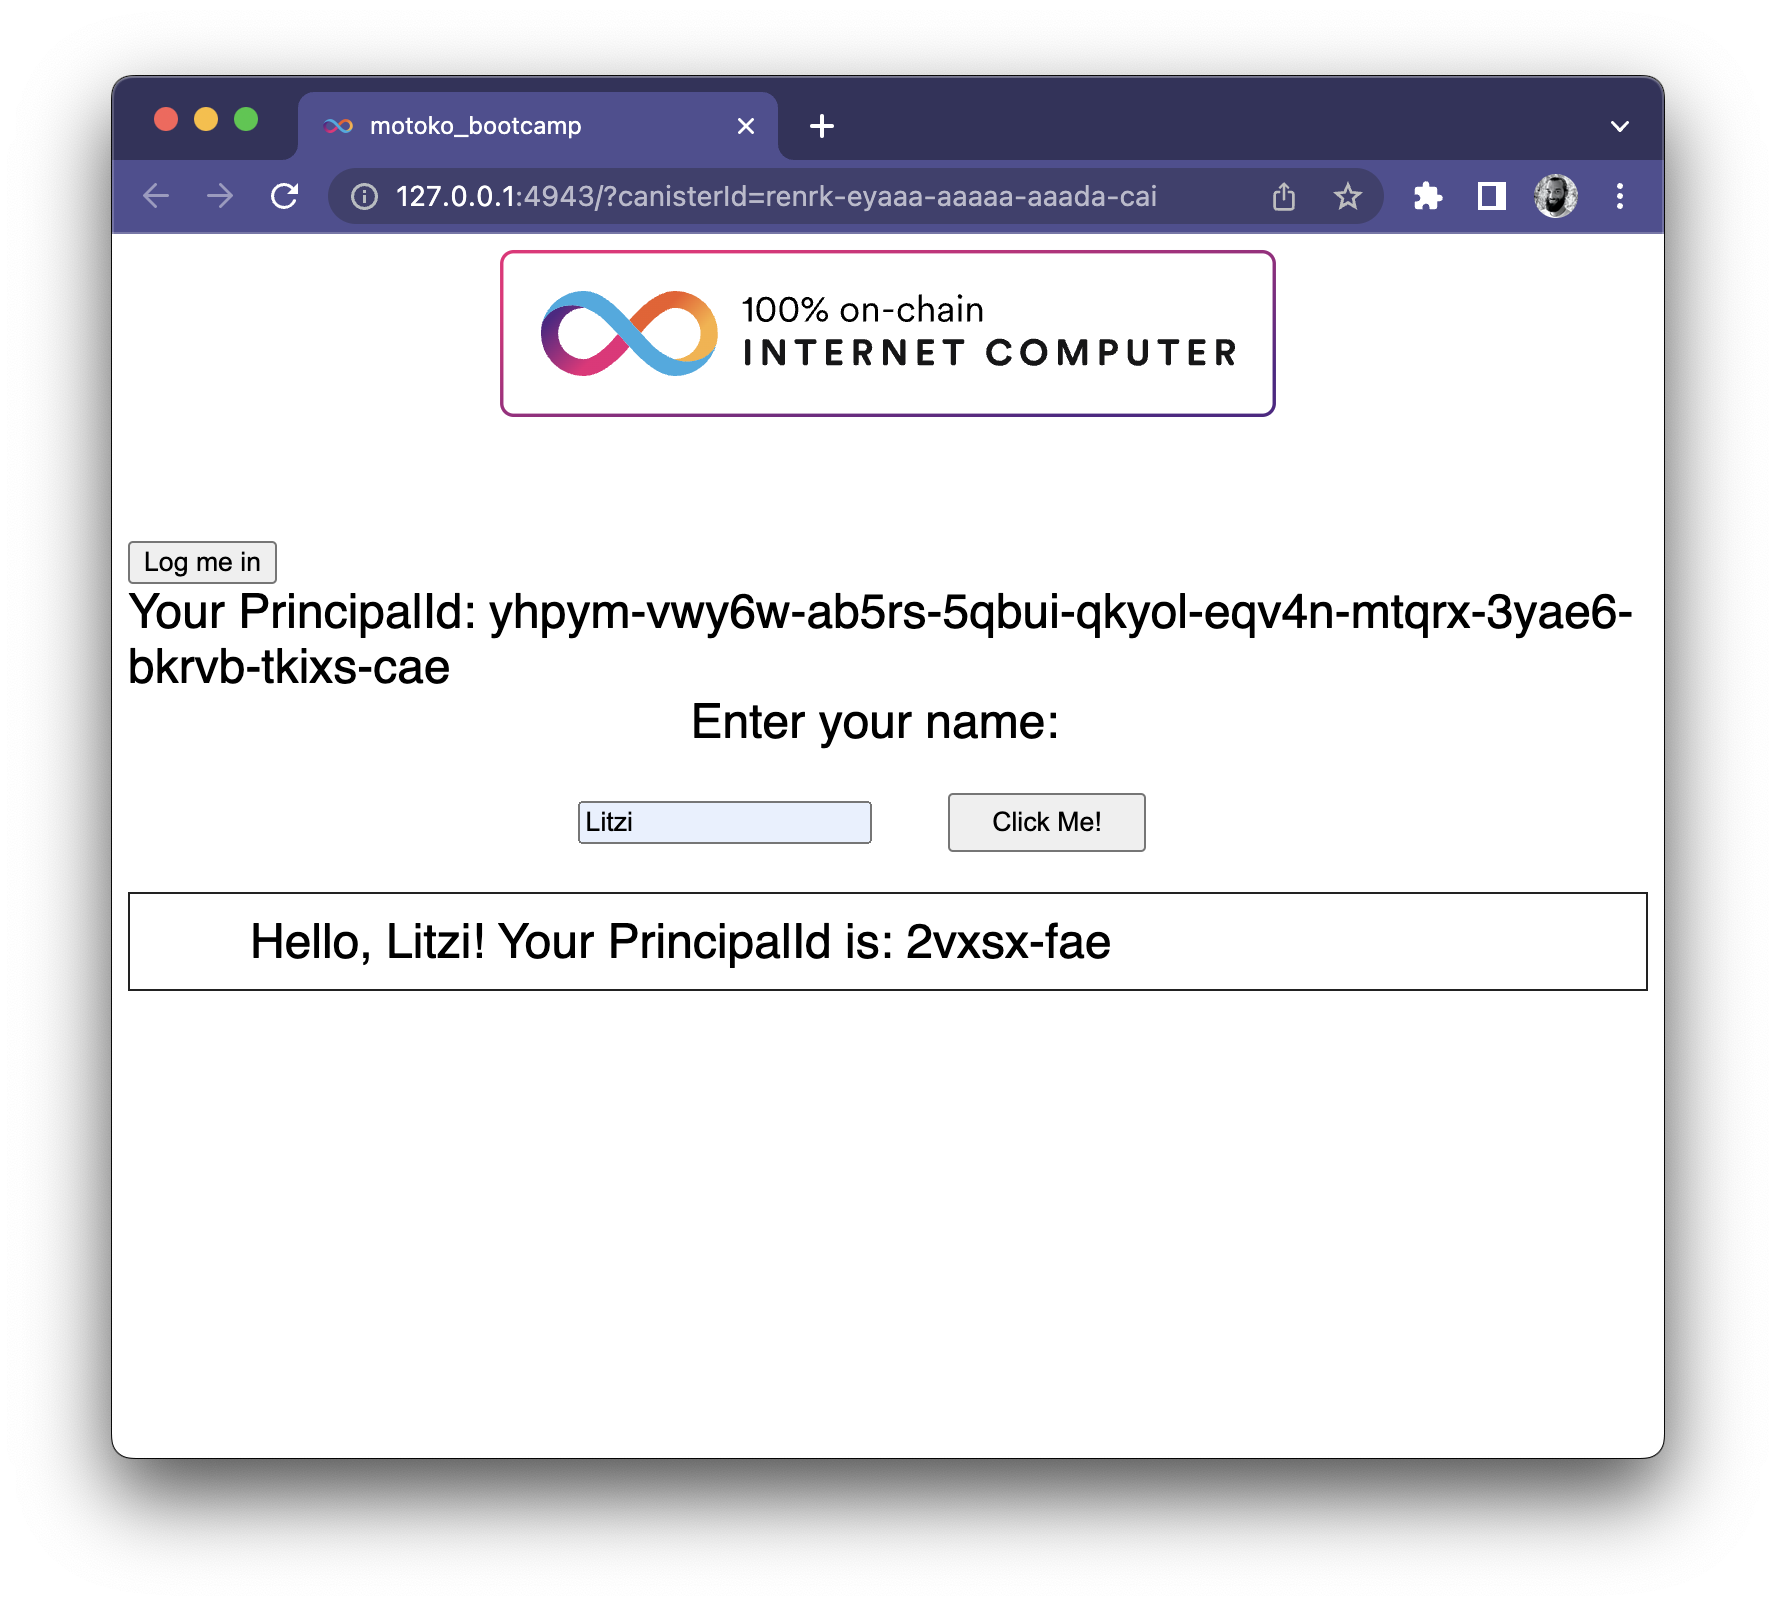 motoko_bootcamp
127.0.0.1:4943/?canisterId=renrk-eyaaa-aaaaa-aaada-cai
100% on-chain
INTERNET COMPUTER
Log me in
Your PrincipalId: yhpym-vwy6w-ab5rs-5qbui-qkyol-eqv4n-mtqrx-3yae6-
bkrvb-tkixs-cae
Enter your name:
Litzi
Click Me!
Hello, Litzi! Your PrincipalId is: 2vxsx-fae